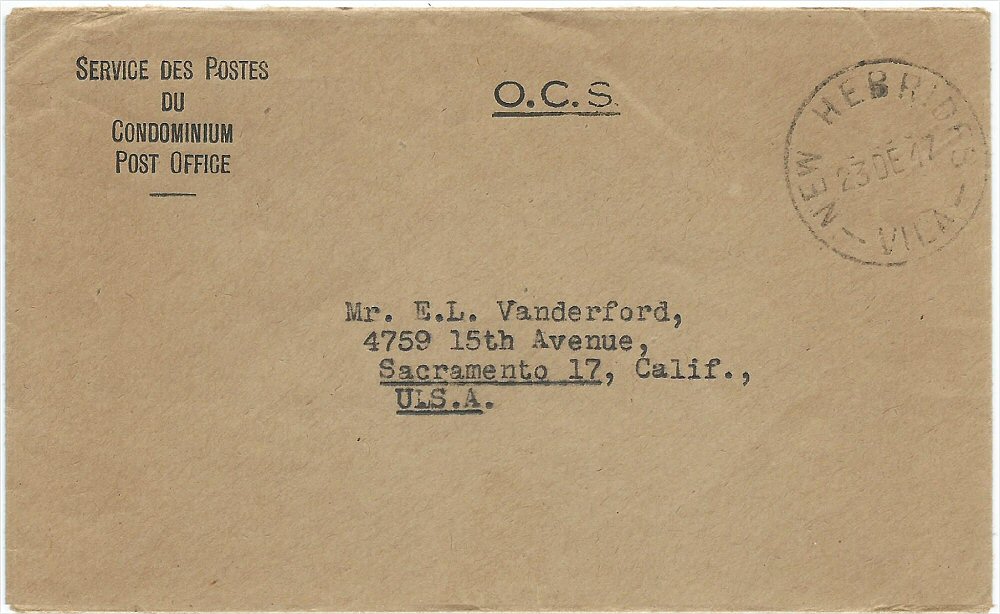 SERVICE DES POSTES
DU
CONDOMINIUM
POST OFFICE
O.C.S.
NEW HEBRIDES
23 DE 47
VILA
Mr. E.L. Vanderford,
4759 15th Avenue,
Sacramento 17, Calif.,
ULS.A.